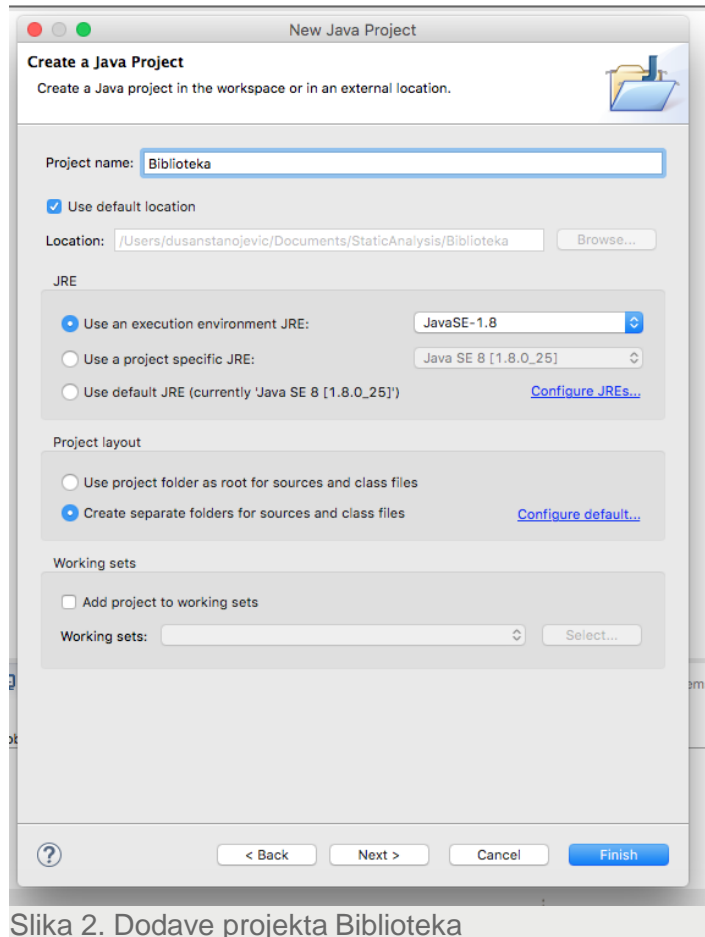 New Java Project
Create a Java Project
Create a Java project in the workspace or in an external location.
Project name: Biblioteka
Use default location
Location: /Users/dusanstanojevic/Documents/StaticAnalysis/Biblioteka Browse...
JRE
Use an execution environment JRE: JavaSE-1.8
Use a project specific JRE: Java SE 8 [1.8.0_25]
Use default JRE (currently 'Java SE 8 [1.8.0_25]') Configure JREs...
Project layout
Use project folder as root for sources and class files
Create separate folders for sources and class files Configure default...
Working sets
Add project to working sets
Working sets: Select...
? < Back Next > Cancel Finish
Slika 2. Dodave projekta Biblioteka